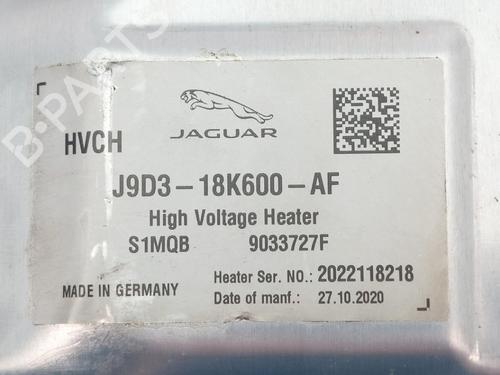 B-PARTS
JAGUAR
HVCH
J9D3-18K600-AF
High Voltage Heater
S1MQB 9033727F
Heater Ser. NO.: 2022118218
MADE IN GERMANY Date of manf.: 27.10.2020